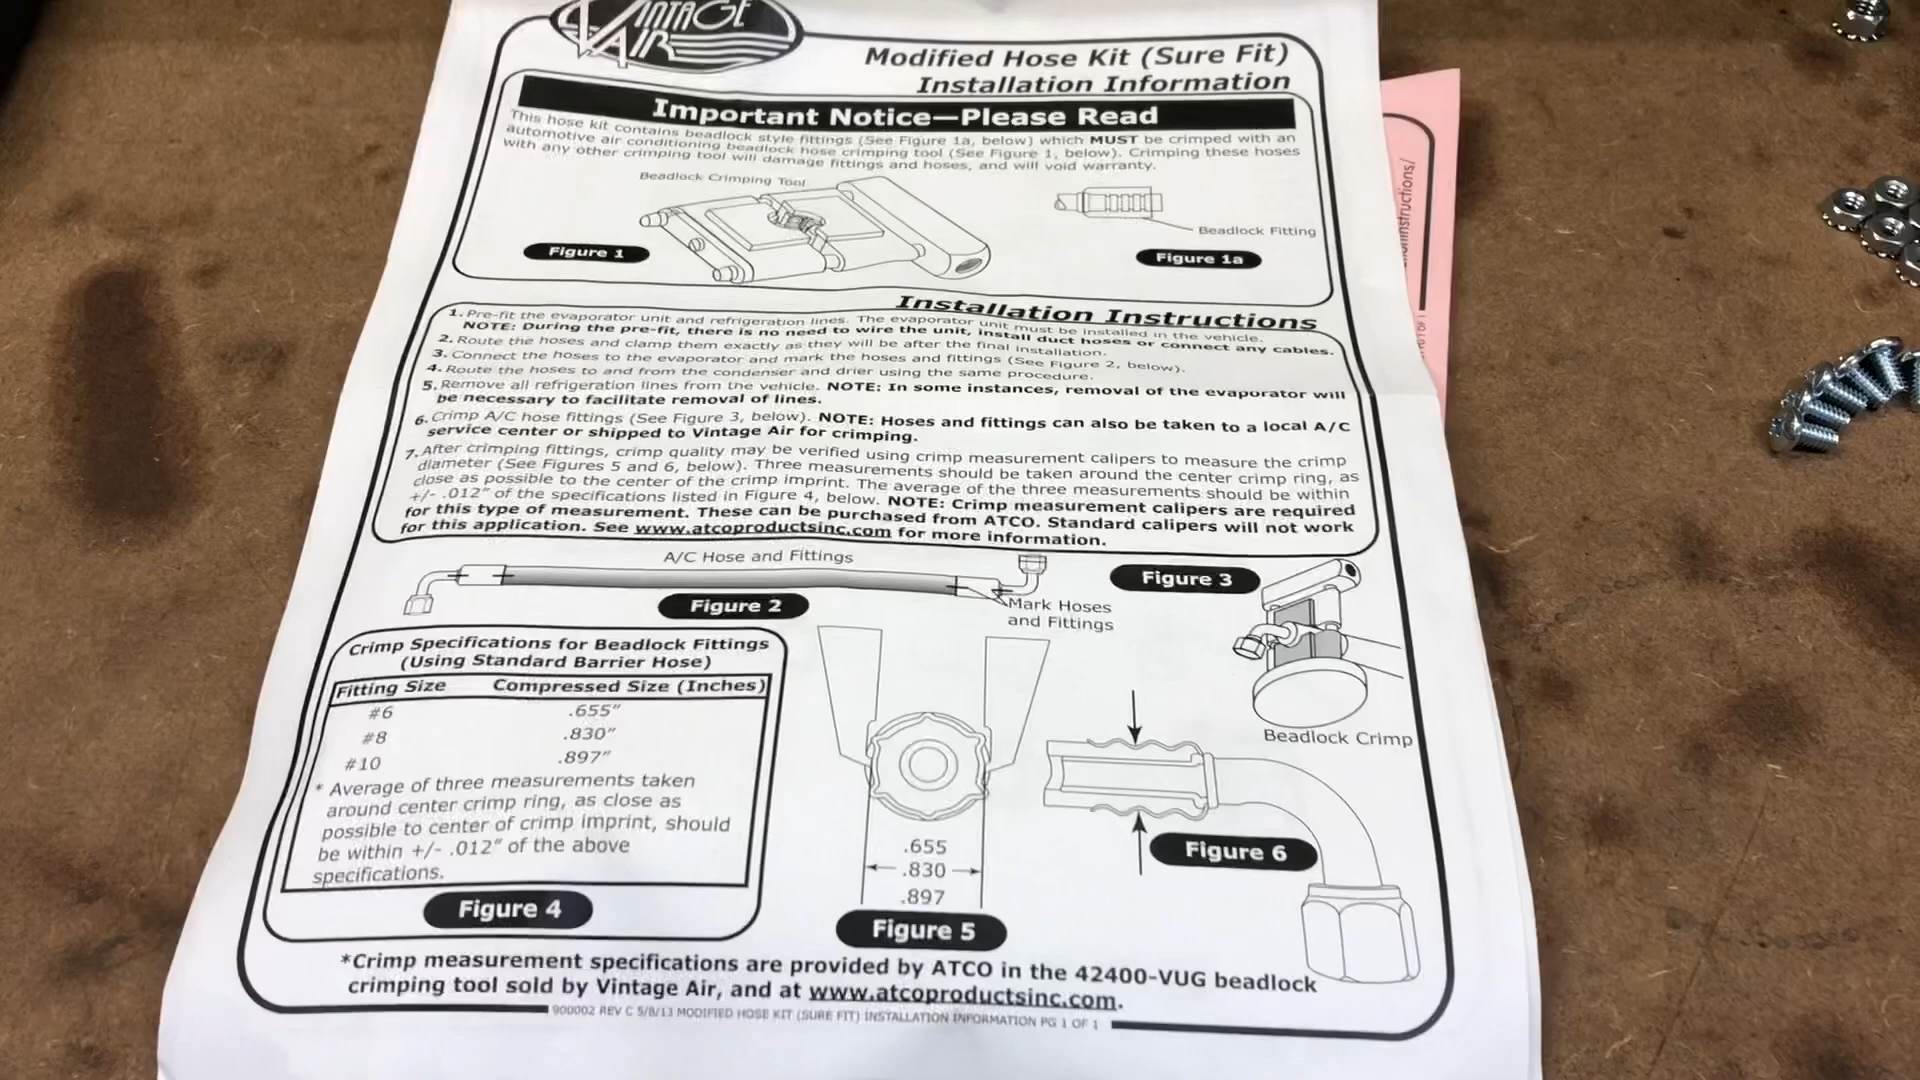 VINTAGE
AIR
Modified Hose Kit (Sure Fit)
Installation Information
Important Notice—Please Read
This hose kit contains beadlock style fittings (See Figure 1a, below) which MUST be crimped with an
automotive air conditioning beadlock hose crimping tool (See Figure 1, below). Crimping these hoses
with any other crimping tool will damage fittings and hoses, and will void warranty.
Beadlock Crimping Tool
Beadlock Fitting
Figure 1
Figure 1a
Installation Instructions
1. Pre-fit the evaporator unit and refrigeration lines. The evaporator unit must be installed in the vehicle.
NOTE: During the pre-fit, there is no need to wire the unit, install duct hoses or connect any cables.
2. Route the hoses and clamp them exactly as they will be after the final installation.
3. Connect the hoses to the evaporator and mark the hoses and fittings (See Figure 2, below).
4. Route the hoses to and from the condenser and drier using the same procedure.
5. Remove all refrigeration lines from the vehicle. NOTE: In some instances, removal of the evaporator will
be necessary to facilitate removal of lines.
6. Crimp A/C hose fittings (See Figure 3, below). NOTE: Hoses and fittings can also be taken to a local A/C
service center or shipped to Vintage Air for crimping.
7. After crimping fittings, crimp quality may be verified using crimp measurement calipers to measure the crimp
diameter (See Figures 5 and 6, below). Three measurements should be taken around the center crimp ring, as
close as possible to the center of the crimp imprint. The average of the three measurements should be within
+/- .012" of the specifications listed in Figure 4, below. NOTE: Crimp measurement calipers are required
for this type of measurement. These can be purchased from ATCO. Standard calipers will not work
for this application. See www.atcoproductsinc.com for more information.
A/C Hose and Fittings
Figure 2
Mark Hoses
and Fittings
Figure 3
Beadlock Crimp
Crimp Specifications for Beadlock Fittings
(Using Standard Barrier Hose)
Fitting Size Compressed Size (Inches)
#6 .655"
#8 .830"
#10 .897"
* Average of three measurements taken
around center crimp ring, as close as
possible to center of crimp imprint, should
be within +/- .012" of the above
specifications.
Figure 4
.655
.830
.897
Figure 5
Figure 6
*Crimp measurement specifications are provided by ATCO in the 42400-VUG beadlock
crimping tool sold by Vintage Air, and at www.atcoproductsinc.com.
900002 REV C 5/8/13 MODIFIED HOSE KIT (SURE FIT) INSTALLATION INFORMATION PG 1 OF 1